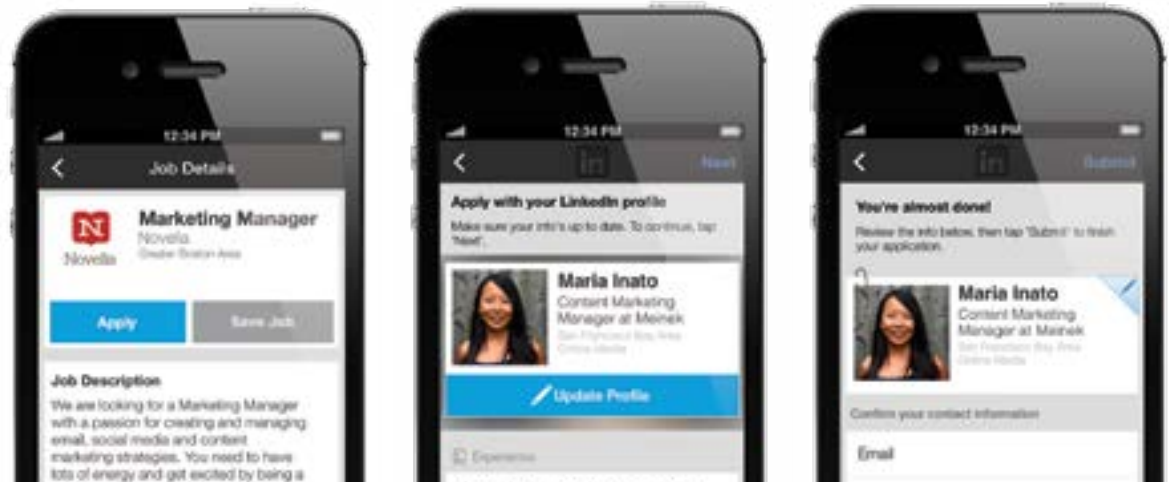 12:34 PM
Job Details
Marketing Manager
Novella
Novella
Greater Boston Area
Apply
Save Job
Job Description
We are looking for a Marketing Manager
with a passion for creating and managing
email, social media and content
marketing strategies. You need to have
lots of energy and get excited by being a
12:34 PM
in
Next
Apply with your LinkedIn profile
Make sure your info's up to date. To continue, tap
'Next'.
Maria Inato
Content Marketing
Manager at Meinek
San Francisco Bay Area
Online Media
Update Profile
Experience
12:34 PM
in
Submit
You're almost done!
Review the info below, then tap 'Submit' to finish
your application.
Maria Inato
Content Marketing
Manager at Meinek
San Francisco Bay Area
Online Media
Confirm your contact information
Email